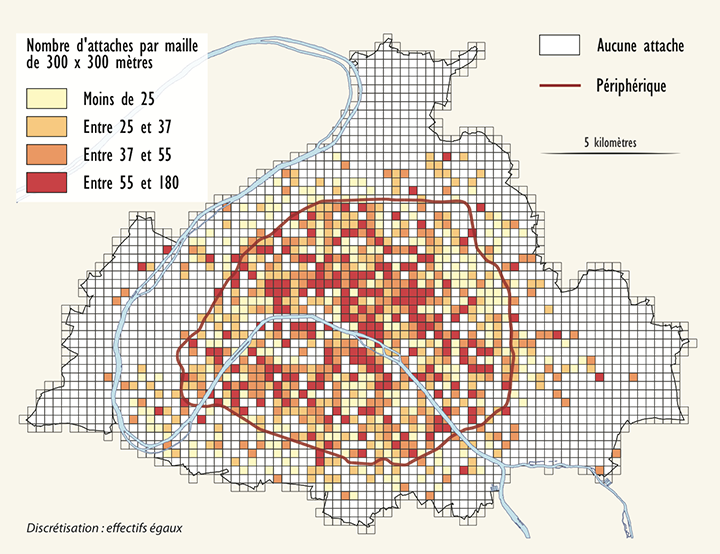 Nombre d'attaches par maille
de 300 x 300 mètres
Moins de 25
Entre 25 et 37
Entre 37 et 55
Entre 55 et 180
Aucune attache
Périphérique
5 kilomètres
Discrétisation : effectifs égaux